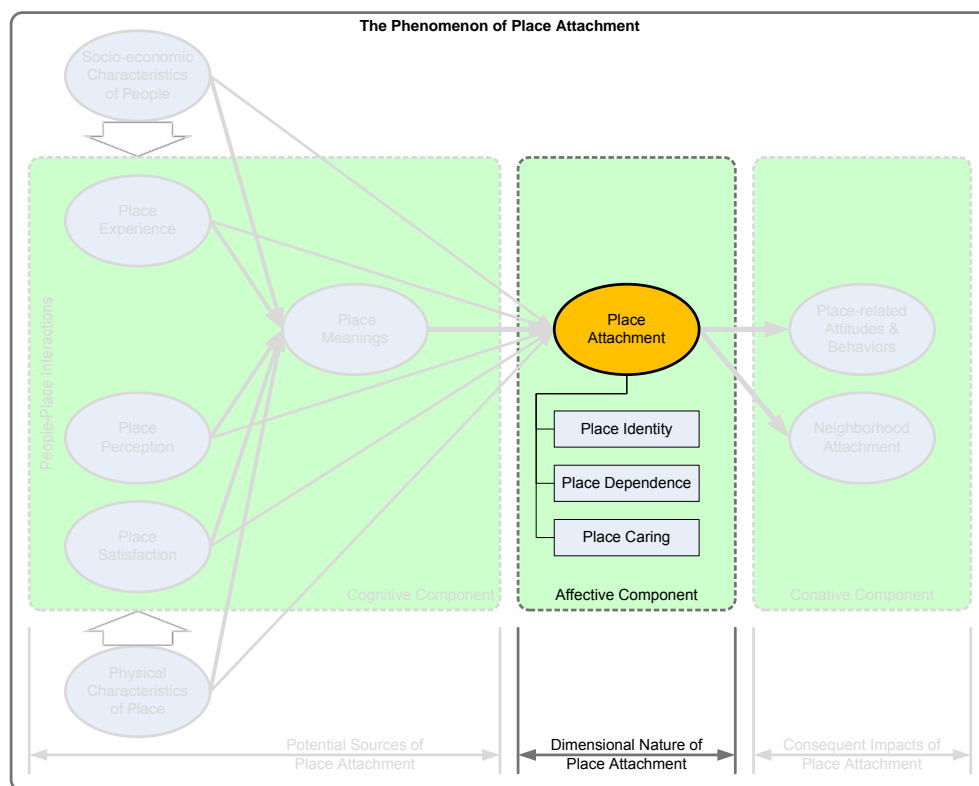 The Phenomenon of Place Attachment
Socio-economic
Characteristics
of People
Place
Experience
People-Place Interactions
Place
Meanings
Place
Perception
Place
Satisfaction
Cognitive Component
Physical
Characteristics
of Place
Potential Sources of
Place Attachment
Place
Attachment
Place Identity
Place Dependence
Place Caring
Affective Component
Dimensional Nature of
Place Attachment
Place-related
Attitudes &
Behaviors
Neighborhood
Attachment
Conative Component
Consequent Impacts of
Place Attachment